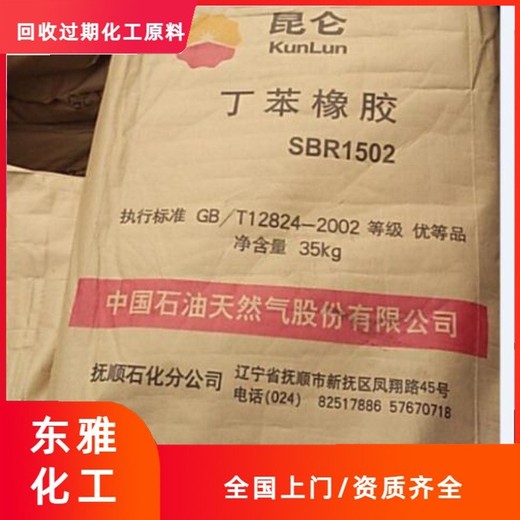 回收过期化工原料
昆仑
KunLun
丁苯橡胶
SBR1502
执行标准 GB/T12824-2002 等级 优等品
净含量 35kg
中国石油天然气股份有限公司
抚顺石化分公司
辽宁省抚顺市新抚区凤翔路45号
电话(024) 82517886 57670718
东雅
化工
全国上门/资质齐全